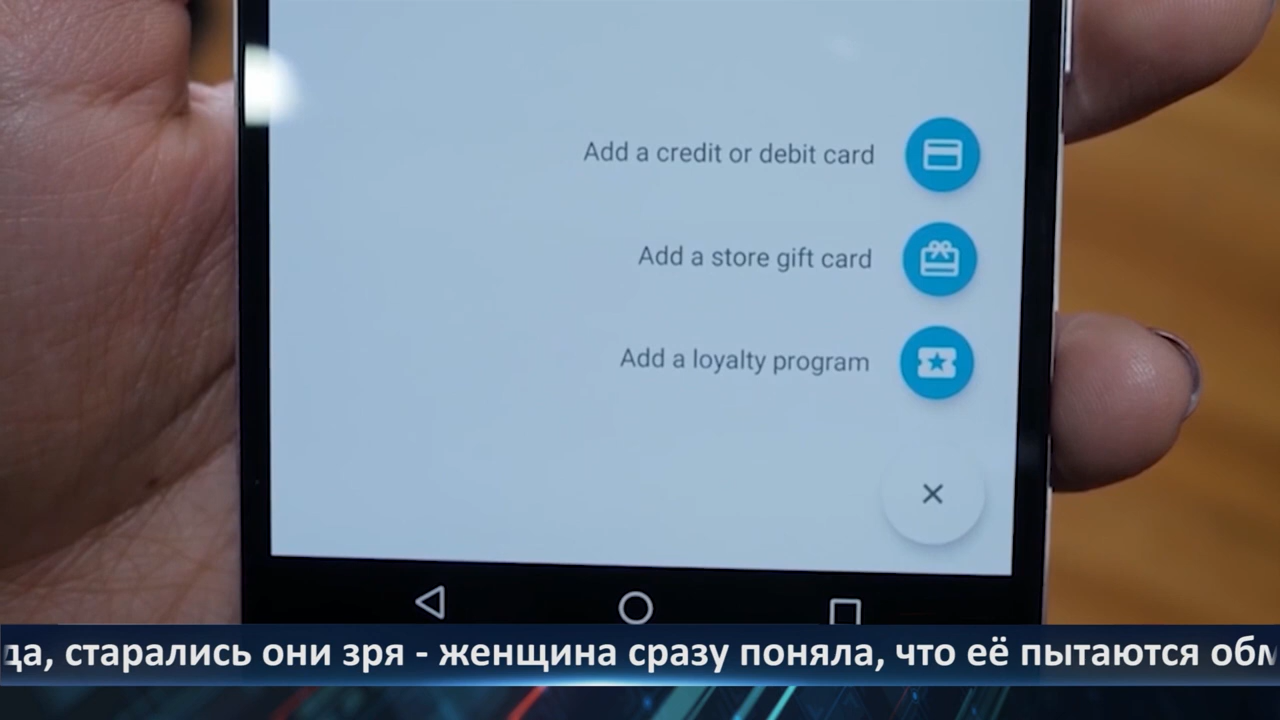 Add a credit or debit card
Add a store gift card
Add a loyalty program
старались они зря - женщина сразу поняла, что её пытаются